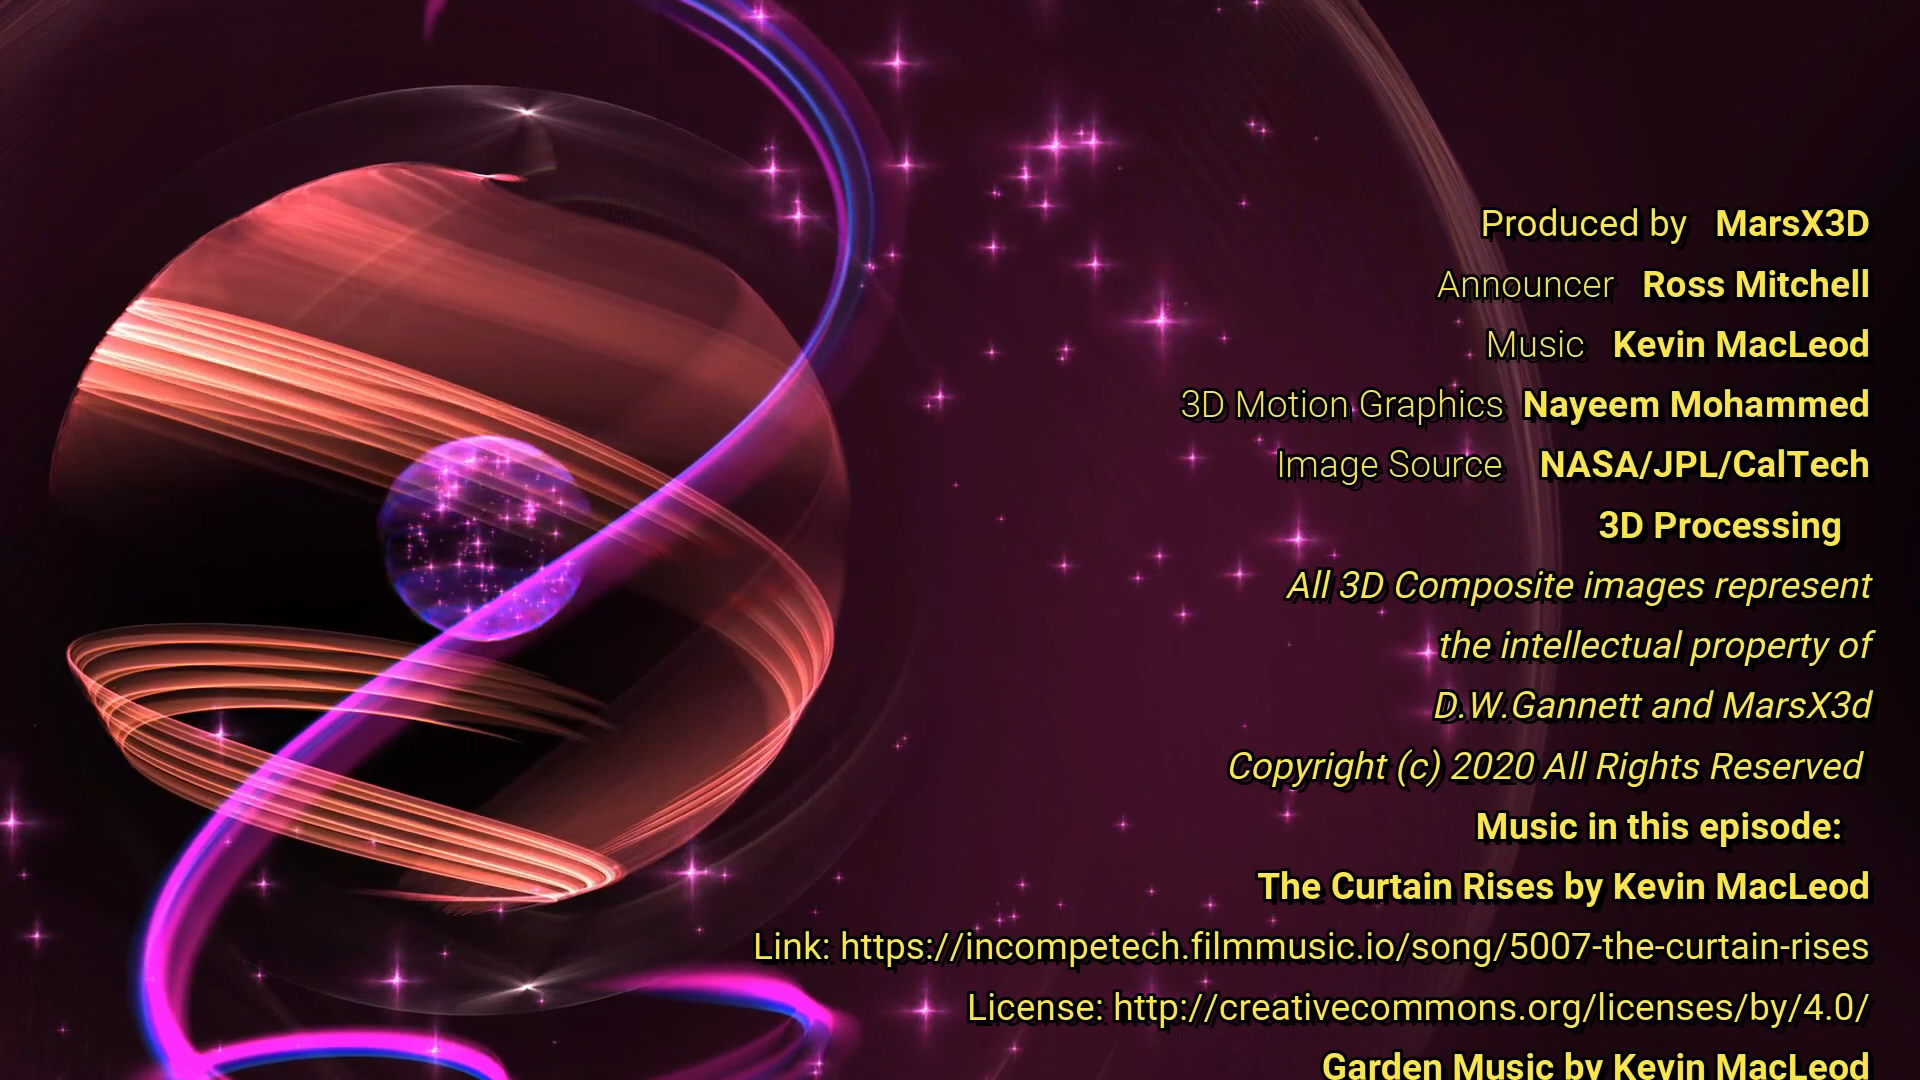 Produced by MarsX3D
Announcer Ross Mitchell
Music Kevin MacLeod
3D Motion Graphics Nayeem Mohammed
Image Source NASA/JPL/CalTech
3D Processing
All 3D Composite images represent
the intellectual property of
D.W.Gannett and MarsX3d
Copyright (c) 2020 All Rights Reserved
Music in this episode:
The Curtain Rises by Kevin MacLeod
Link: https://incompetech.filmmusic.io/song/5007-the-curtain-rises
License: http://creativecommons.org/licenses/by/4.0/
Garden Music by Kevin MacLeod